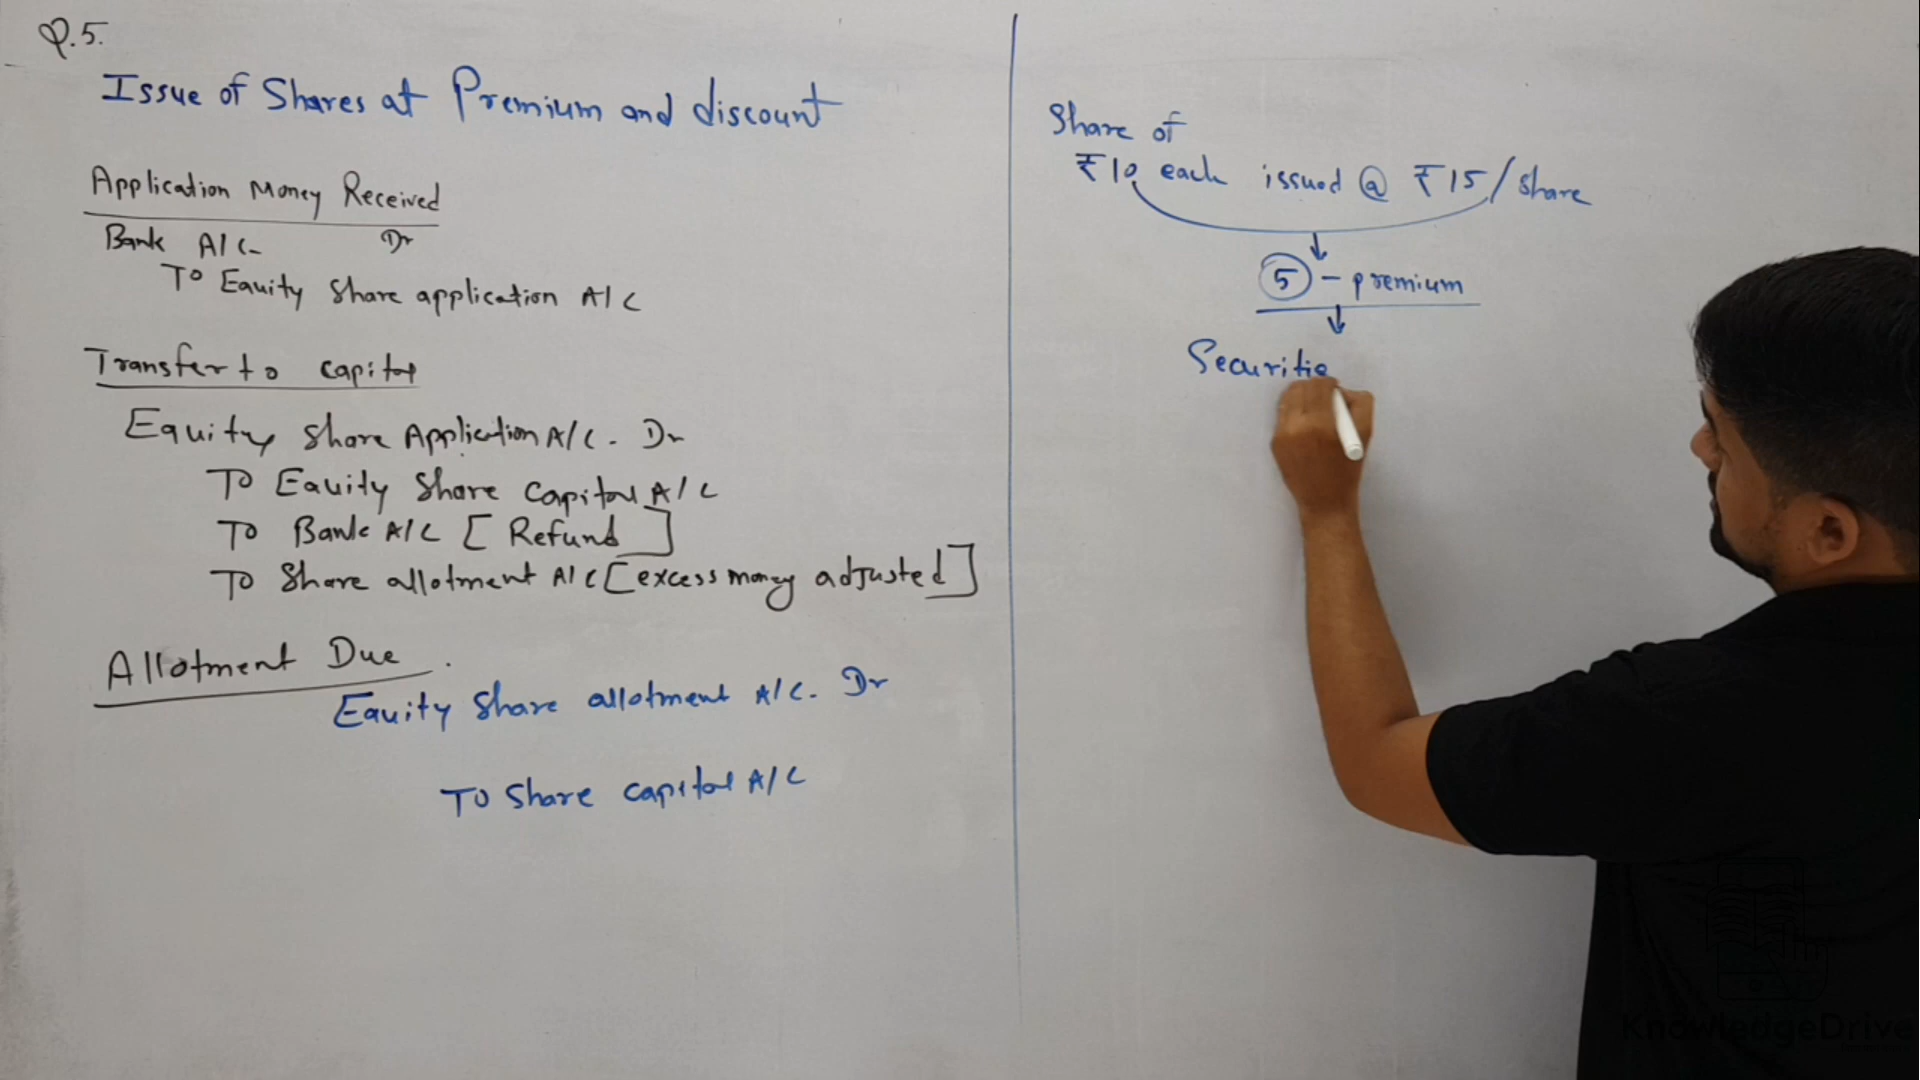 Q.5.
Issue of Shares at Premium and discount
Application Money Received
Bank A/C Dr
To Equity Share application A/C
Transfer to capital
Equity Share Application A/C. Dr
To Equity Share Capital A/C
To Bank A/C [Refund]
To Share allotment A/C [excess money adjusted]
Allotment Due.
Equity Share allotment A/C. Dr
To Share capital A/C
Share of
₹10 each issued @ ₹15/share
5 - premium
Securitie
KnowledgeDrive